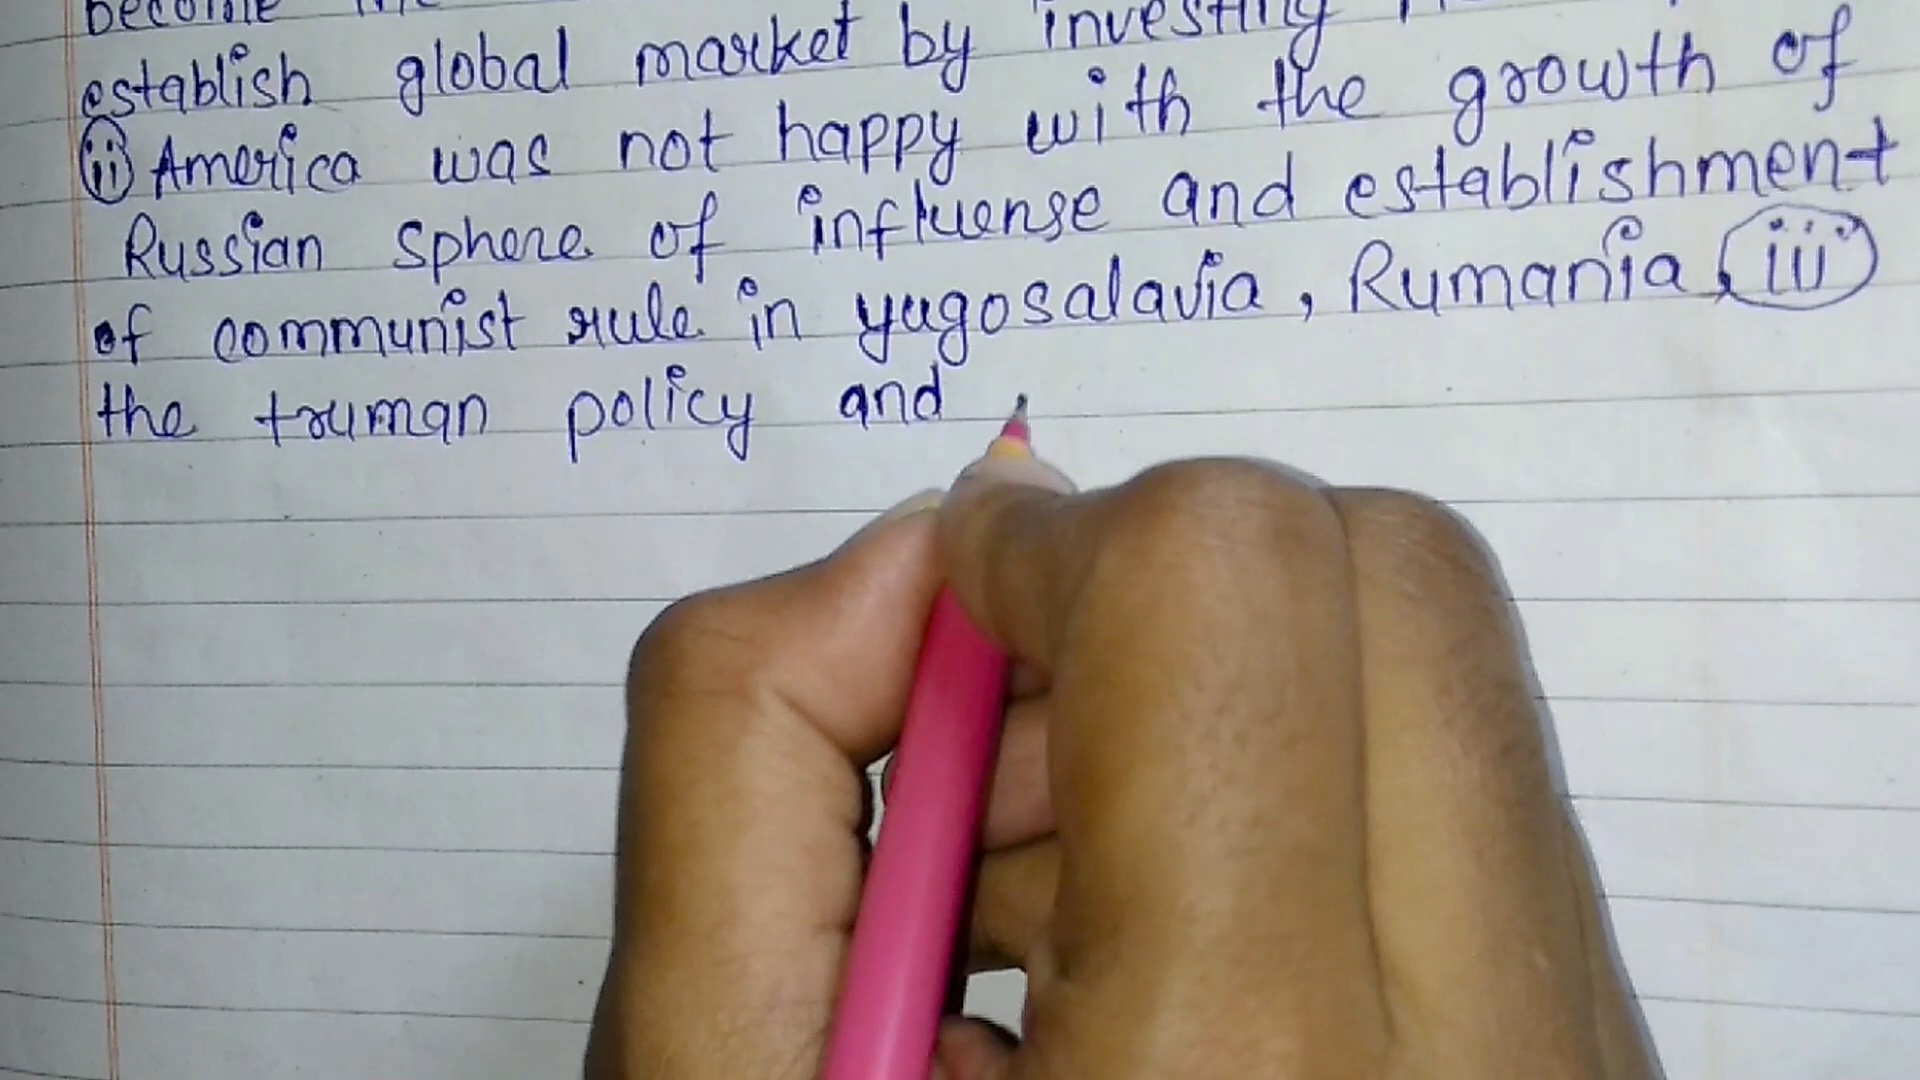 become
establish global market by investing
(ii) America was not happy with the growth of
Russian sphere of influense and establishment
of communist rule in yugosalavia, Rumania, (iii)
the truman policy and